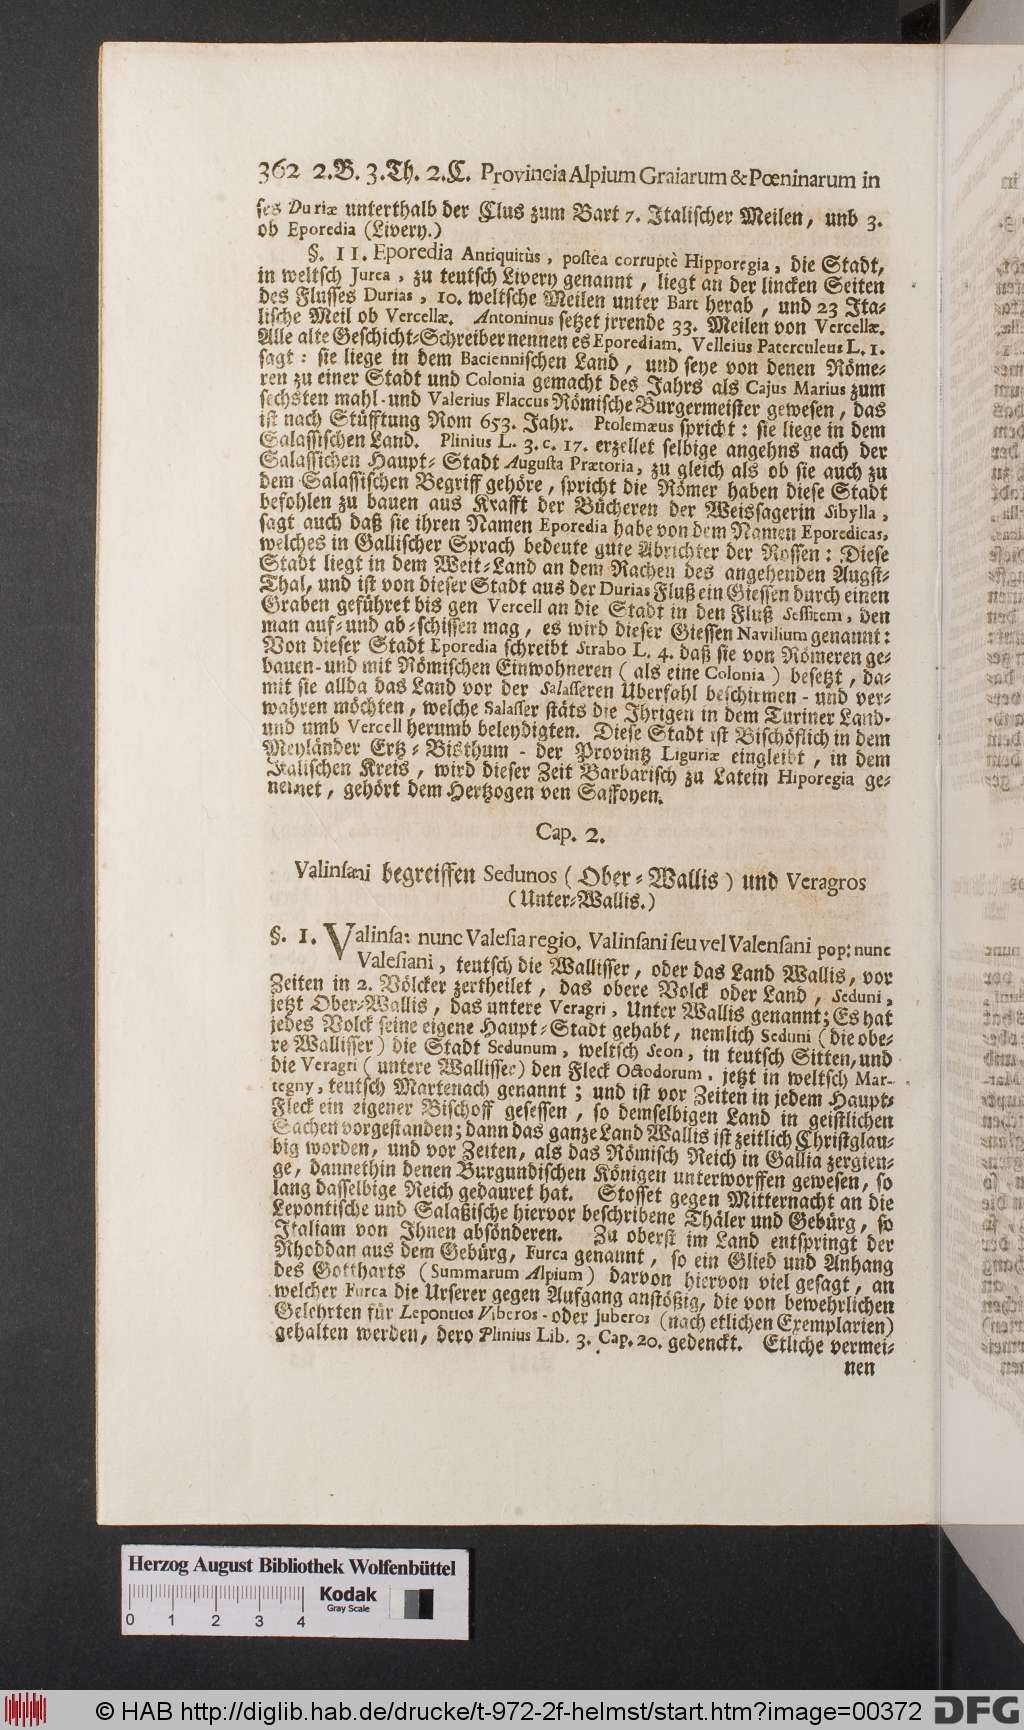 362 2.B. 3.Th. 2.C. Provincia Alpium Graiarum & Pœninarum in
ses Duriæ unterthalb der Clus zum Bart 7. Italischer Meilen, unb 3.
ob Eporedia (Livery.)
§. 11. Eporedia Antiquitùs, postea corruptè Hipporegia, die Stadt,
in weltsch Jurea, zu teutsch Livery genannt, liegt an der lincken Seiten
des Flusses Durias, 10. weltsche Meilen unter Bart herab, und 23 Ita-
lische Meil ob Vercellæ. Antoninus setzet jrrende 33. Meilen von Vercellæ.
Alle alte Geschicht-Schreiber nennen es Eporediam. Velleius Paterculeus L. 1.
sagt: sie liege in dem Baciennischen Land, und seye von denen Röme-
ren zu einer Stadt und Colonia gemacht des Jahrs als Cajus Marius zum
sechsten mahl-und Valerius Flaccus Römische Burgermeister gewesen, das
ist nach Stüfftung Rom 653. Jahr. Ptolemæus spricht: sie liege in dem
Salassischen Land. Plinius L. 3. c. 17. erzellet selbige angehns nach der
Salassichen Haupt-Stadt Augusta Prætoria, zu gleich als ob sie auch zu
dem Salassischen Begriff gehöre, spricht die Römer haben diese Stadt
befohlen zu bauen aus Krafft der Bücheren der Weissagerin Sibylla,
sagt auch daß sie ihren Namen Eporedia habe von dem Namen Eporedicas,
welches in Gallischer Sprach bedeute gute Abrichter der Rossen: Diese
Stadt liegt in dem Weit-Land an dem Rachen des angehenden Augst-
Thal, und ist von dieser Stadt aus der Durias Fluß ein Giessen durch einen
Graben geführet bis gen Vercell an die Stadt in den Fluß Sessitem, den
man auf-und ab-schissen mag, es wird dieser Giessen Navilium genannt:
Von dieser Stadt Eporedia schreibt Strabo L. 4. daß sie von Römeren ge-
bauen-und mit Römischen Einwohneren (als eine Colonia) besetzt, da-
mit sie allda das Land vor der Salasseren Uberfahl beschirmen-und ver-
wahren möchten, welche Salasser stäts die Ihrigen in dem Turiner Land-
und umb Vercell herumb beleydigten. Diese Stadt ist Bischöflich in dem
Meyländer Ertz-Bisthum-der Provintz Liguriæ eingleibt, in dem
Italischen Kreis, wird dieser Zeit Barbarisch zu Latein Hiporegia ge-
nennet, gehört dem Hertzogen von Saffoyen.
Cap. 2.
Valinsæni begreiffen Sedunos (Ober-Wallis) und Veragros
(Unter-Wallis.)
§. 1. Valinsa: nunc Valesia regio. Valinsani seu vel Valensani pop: nunc
Valesiani, teutsch die Wallisser, oder das Land Wallis, vor
Zeiten in 2. Völcker zertheilet, das obere Volck oder Land, Seduni,
jetzt Ober-Wallis, das untere Veragri, Unter Wallis genannt; Es hat
jedes Volck seine eigene Haupt-Stadt gehabt, nemlich Seduni (die obe-
re Wallisser) die Stadt Sedunum, weltsch Seon, in teutsch Sitten, und
die Veragri (untere Wallisser) den Fleck Octodorum, jetzt in weltsch Mar-
tegny, teutsch Martenach genannt; und ist vor Zeiten in jedem Haupt-
Fleck ein eigener Bischoff gesessen, so demselbigen Land in geistlichen
Sachen vorgestanden; dann das ganze Land Wallis ist zeitlich Christglau-
big worden, und vor Zeiten, als das Römisch Reich in Gallia zergien-
ge, dannethin denen Burgundischen Königen unterworffen gewesen, so
lang dasselbige Reich gedauret hat. Stosset gegen Mitternacht an die
Lepontische und Salaßische hiervor beschribene Thäler und Gebürg, so
Italiam von Ihnen absönderen. Zu oberst im Land entspringt der
Rhoddan aus dem Gebürg, Furca genannt, so ein Glied und Anhang
des Gottharts (Summarum Alpium) darvon hiervon viel gesagt, an
welcher Furca die Urserer gegen Aufgang anstößig, die von bewehrlichen
Gelehrten für Lepontios Viberos-oder Juberos (nach etlichen Exemplarien)
gehalten werden, dero Plinius Lib. 3. Cap. 20. gedenckt. Etliche vermei-
nen
Herzog August Bibliothek Wolfenbüttel
Kodak
Gray Scale
0 1 2 3 4
© HAB http://diglib.hab.de/drucke/t-972-2f-helmst/start.htm?image=00372
DFG